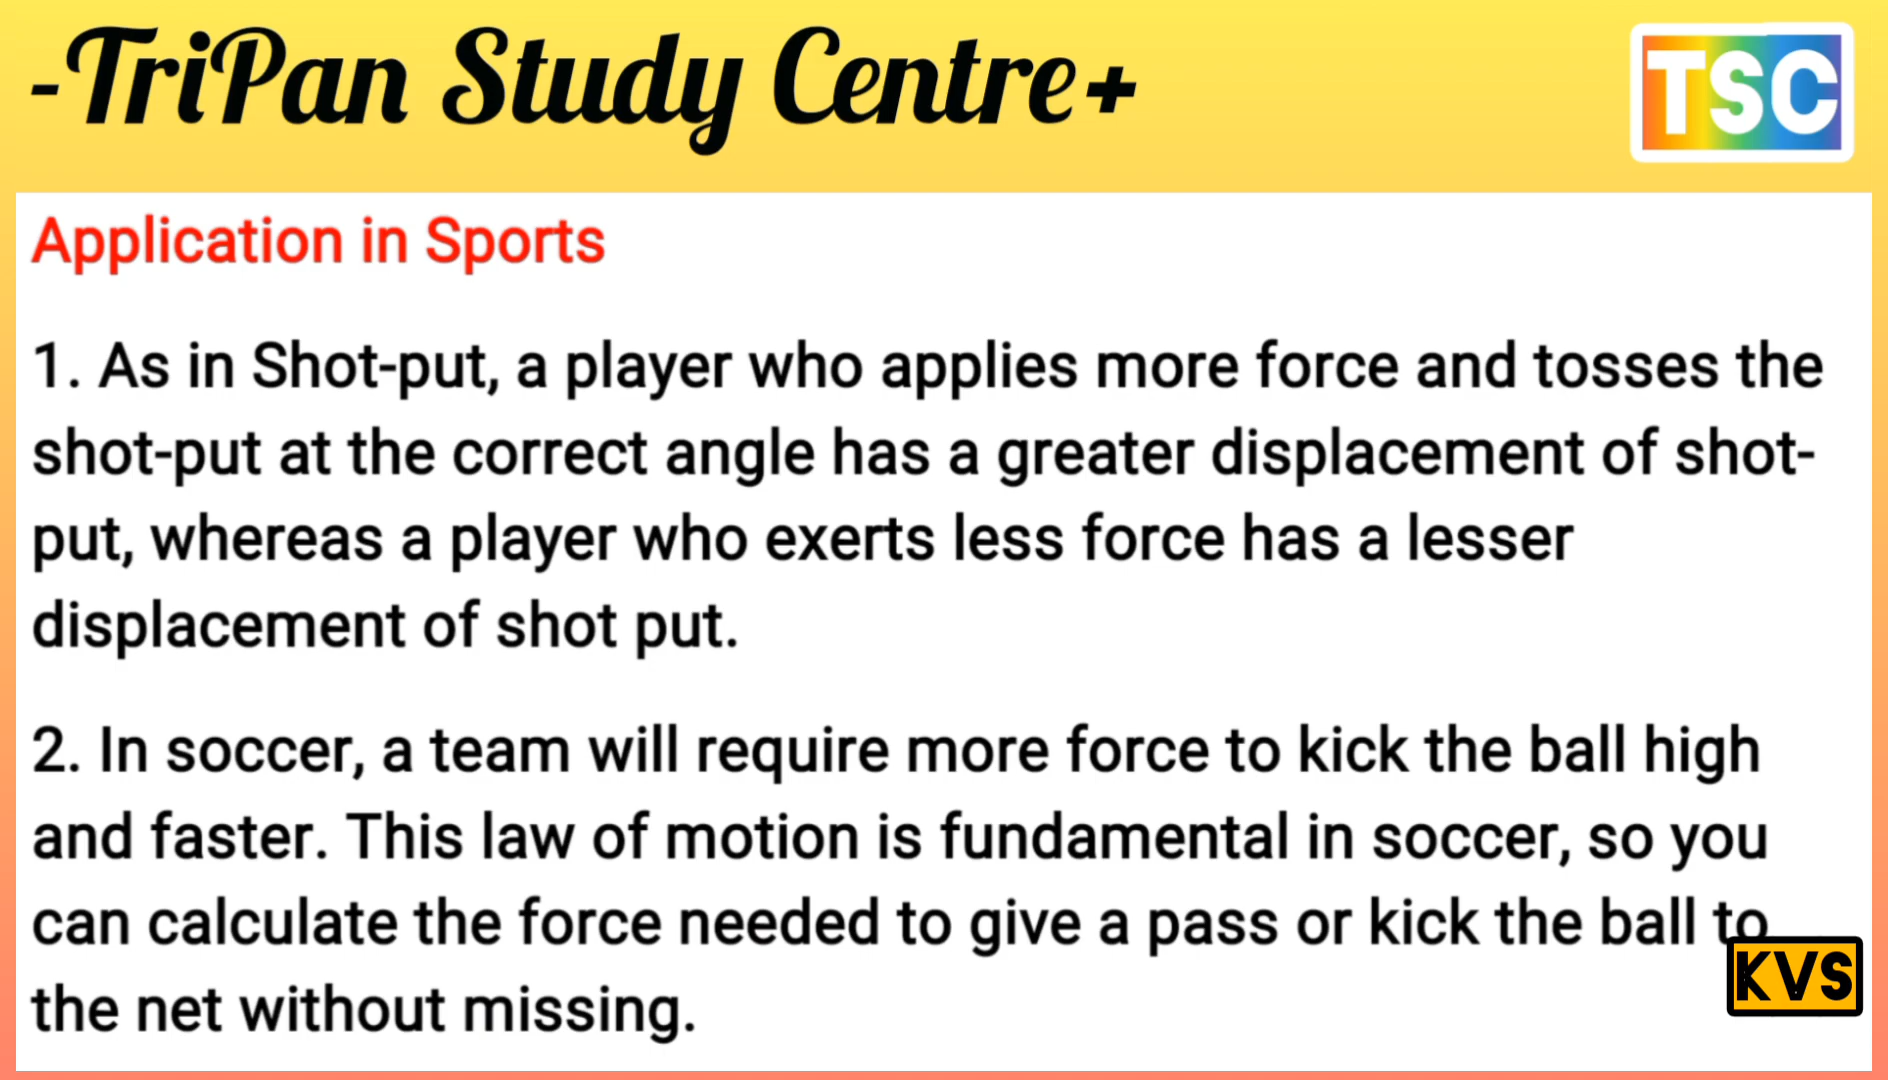 -TriPan Study Centre+
TSC
Application in Sports
1. As in Shot-put, a player who applies more force and tosses the
shot-put at the correct angle has a greater displacement of shot-
put, whereas a player who exerts less force has a lesser
displacement of shot put.
2. In soccer, a team will require more force to kick the ball high
and faster. This law of motion is fundamental in soccer, so you
can calculate the force needed to give a pass or kick the ball to
the net without missing.
KVS